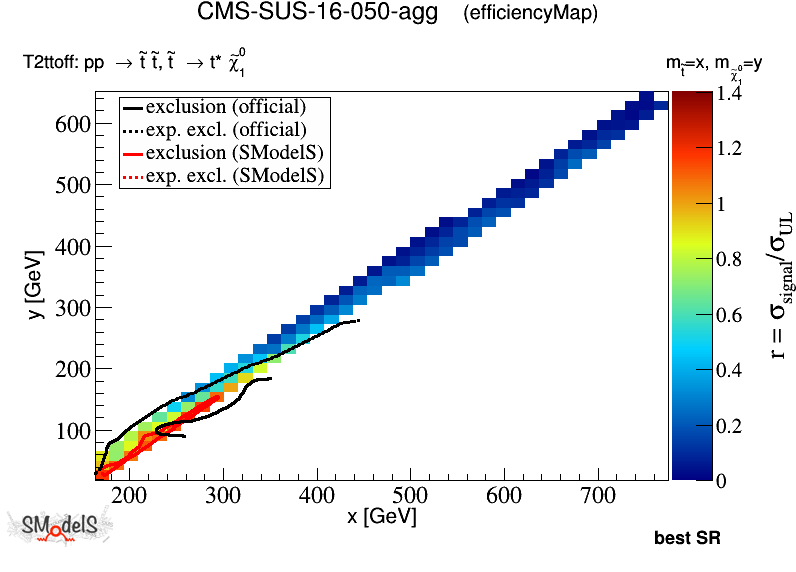 CMS-SUS-16-050-agg (efficiencyMap)
T2ttoff: pp → t̃ t̃, t̃ → t* χ̃₁⁰
m_t̃=x, m_χ̃₁⁰=y
exclusion (official)
exp. excl. (official)
exclusion (SModelS)
exp. excl. (SModelS)
600
500
400
300
200
100
y [GeV]
200 300 400 500 600 700
x [GeV]
1.4
1.2
1
0.8
0.6
0.4
0.2
0
r = σ_signal/σ_UL
SModelS
best SR